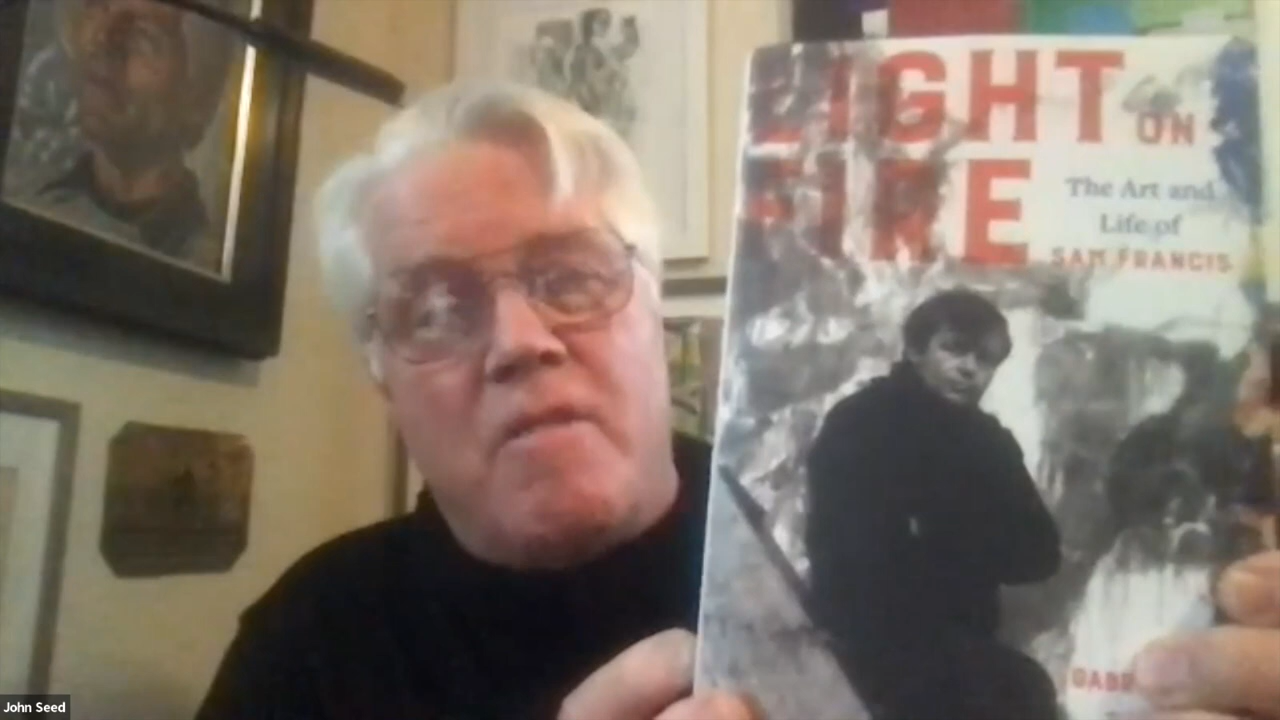 LIGHT
ON
FIRE
The Art and
Life of
SAM FRANCIS
John Seed